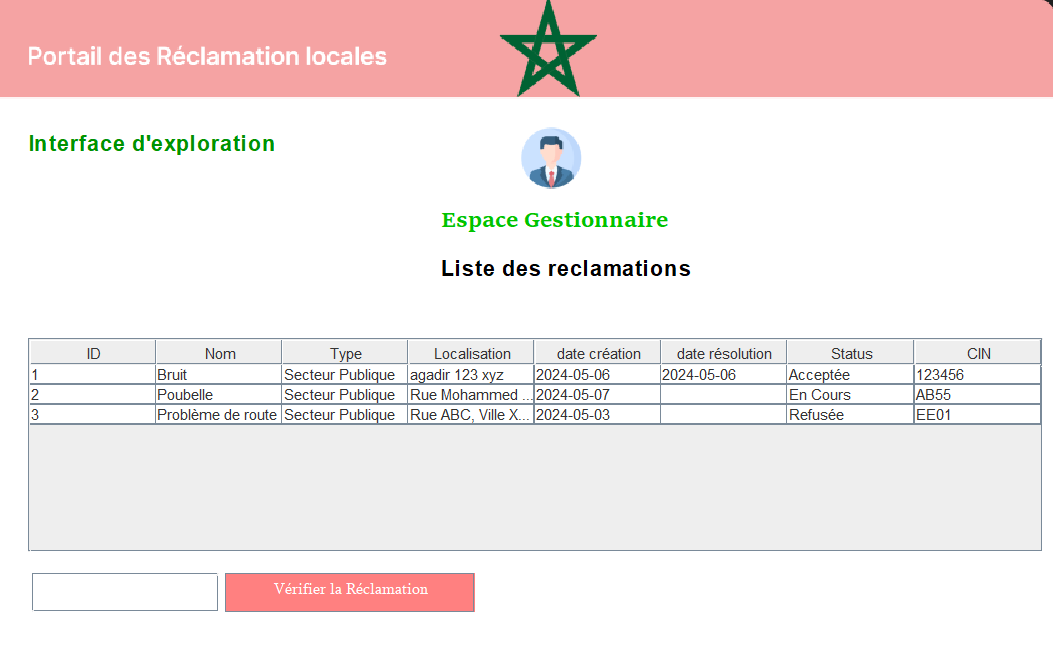 Portail des Réclamation locales
Interface d'exploration
Espace Gestionnaire
Liste des reclamations
ID Nom Type Localisation date création date résolution Status CIN
1 Bruit Secteur Publique agadir 123 xyz 2024-05-06 2024-05-06 Acceptée 123456
2 Poubelle Secteur Publique Rue Mohammed ... 2024-05-07 En Cours AB55
3 Problème de route Secteur Publique Rue ABC, Ville X... 2024-05-03 Refusée EE01
Vérifier la Réclamation